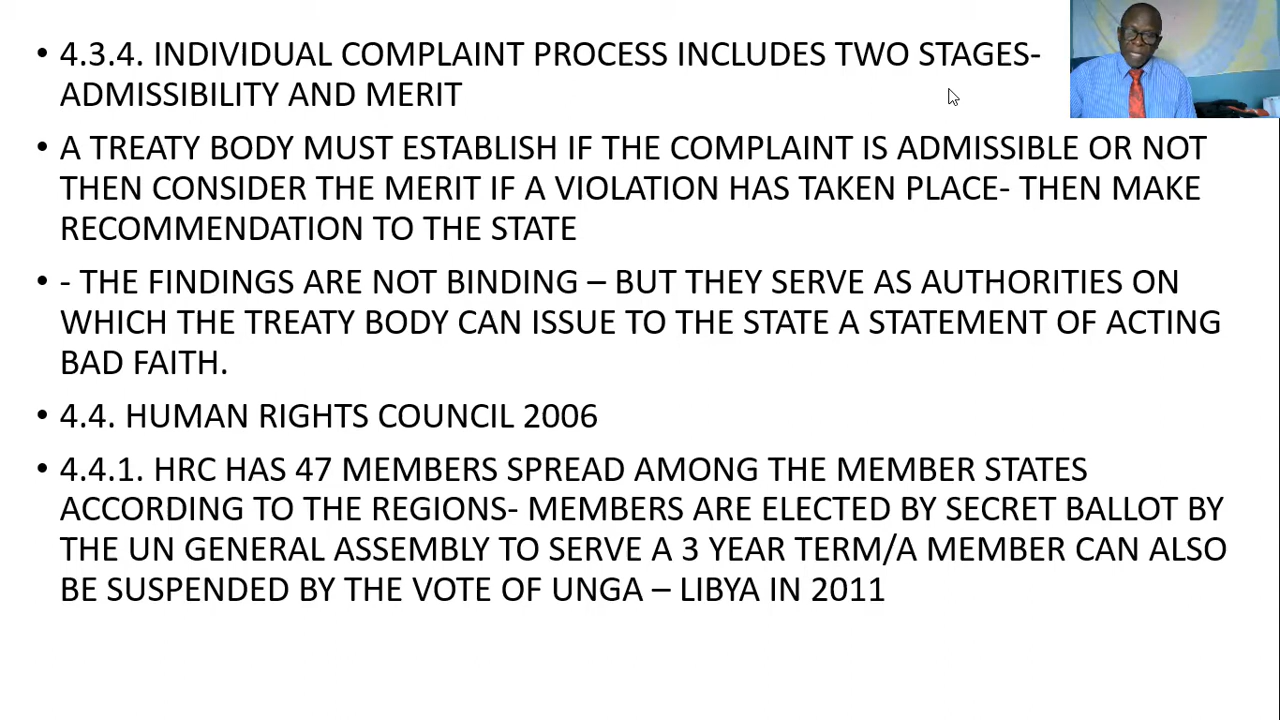 • 4.3.4. INDIVIDUAL COMPLAINT PROCESS INCLUDES TWO STAGES-
ADMISSIBILITY AND MERIT
• A TREATY BODY MUST ESTABLISH IF THE COMPLAINT IS ADMISSIBLE OR NOT
THEN CONSIDER THE MERIT IF A VIOLATION HAS TAKEN PLACE- THEN MAKE
RECOMMENDATION TO THE STATE
• - THE FINDINGS ARE NOT BINDING – BUT THEY SERVE AS AUTHORITIES ON
WHICH THE TREATY BODY CAN ISSUE TO THE STATE A STATEMENT OF ACTING
BAD FAITH.
• 4.4. HUMAN RIGHTS COUNCIL 2006
• 4.4.1. HRC HAS 47 MEMBERS SPREAD AMONG THE MEMBER STATES
ACCORDING TO THE REGIONS- MEMBERS ARE ELECTED BY SECRET BALLOT BY
THE UN GENERAL ASSEMBLY TO SERVE A 3 YEAR TERM/A MEMBER CAN ALSO
BE SUSPENDED BY THE VOTE OF UNGA – LIBYA IN 2011